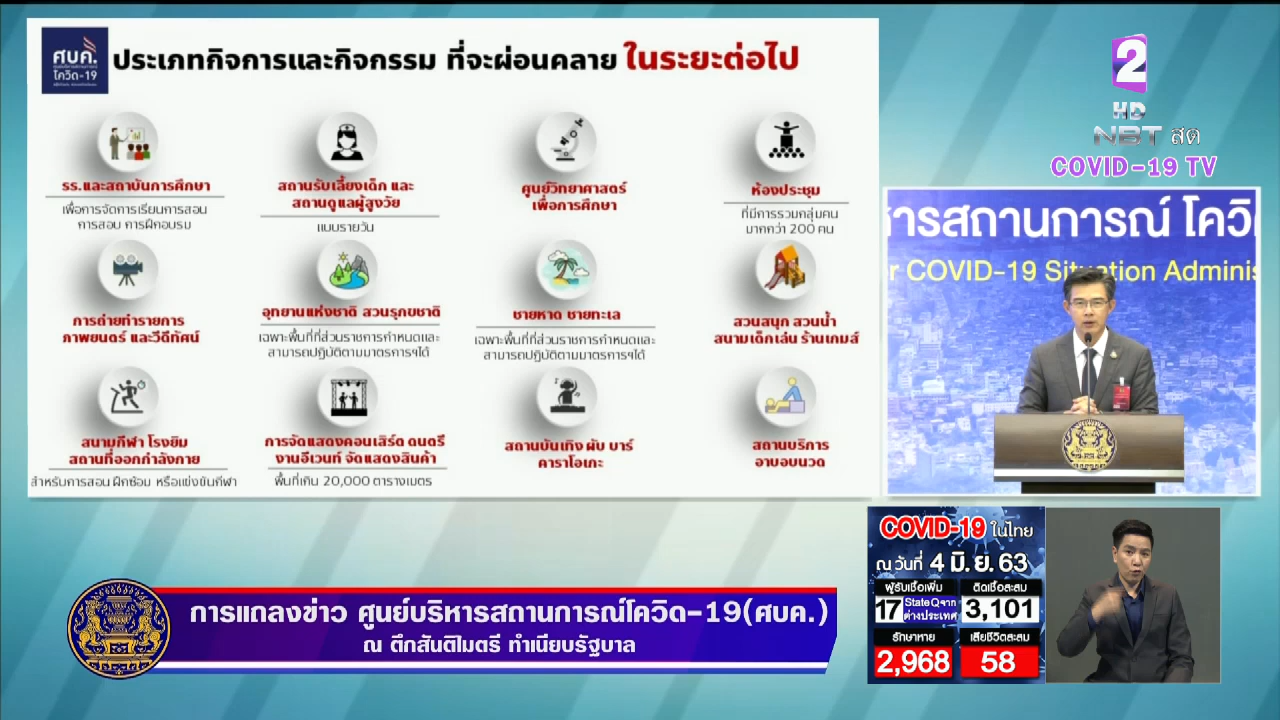 ศบค.
โควิด-19
ประเภทกิจการและกิจกรรม ที่จะผ่อนคลาย ในระยะต่อไป
รร.และสถาบันการศึกษา
เพื่อการจัดการเรียนการสอน
การสอบ การฝึกอบรม
สถานรับเลี้ยงเด็ก และ
สถานดูแลผู้สูงวัย
แบบรายวัน
ศูนย์วิทยาศาสตร์
เพื่อการศึกษา
ห้องประชุม
ที่มีการรวมกลุ่มคน
มากกว่า 200 คน
การถ่ายทำรายการ
ภาพยนตร์ และวีดีทัศน์
อุทยานแห่งชาติ สวนรุกขชาติ
เฉพาะพื้นที่ที่ส่วนราชการกำหนดและ
สามารถปฏิบัติตามมาตรการฯได้
ชายหาด ชายทะเล
เฉพาะพื้นที่ที่ส่วนราชการกำหนดและ
สามารถปฏิบัติตามมาตรการฯได้
สวนสนุก สวนน้ำ
สนามเด็กเล่น ร้านเกมส์
สนามกีฬา โรงยิม
สถานที่ออกกำลังกาย
สำหรับการสอน ฝึกซ้อม หรือแข่งขันกีฬา
การจัดแสดงคอนเสิร์ต ดนตรี
งานอีเวนท์ จัดแสดงสินค้า
พื้นที่เกิน 20,000 ตารางเมตร
สถานบันเทิง ผับ บาร์
คาราโอเกะ
สถานบริการ
อาบอบนวด
2
HD
NBT สด
COVID-19 TV
หารสถานการณ์ โควิ
or COVID-19 Situation Adminis
COVID-19 ในไทย
ณ วันที่ 4 มิ.ย. 63
ผู้ติดเชื้อเพิ่ม
17 State Qจาก
ต่างประเทศ
ติดเชื้อสะสม
3,101
รักษาหาย
2,968
เสียชีวิตสะสม
58
การแถลงข่าว ศูนย์บริหารสถานการณ์โควิด-19(ศบค.)
ณ ตึกสันติไมตรี ทำเนียบรัฐบาล